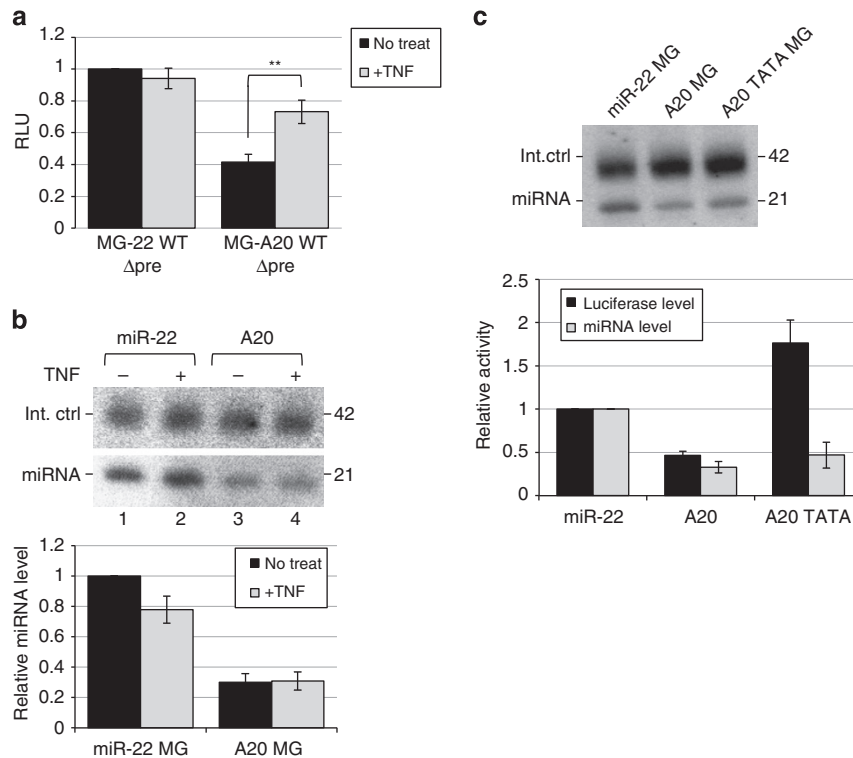 a
1.2
1
0.8
0.6
0.4
0.2
0
RLU
No treat
+TNF
**
MG-22 WT
Δpre
MG-A20 WT
Δpre
b
miR-22
A20
TNF
–
+
–
+
Int. ctrl
42
miRNA
21
1
2
3
4
1.2
1
0.8
0.6
0.4
0.2
0
Relative miRNA level
No treat
+TNF
miR-22 MG
A20 MG
c
miR-22 MG
A20 MG
A20 TATA MG
Int.ctrl
42
miRNA
21
2.5
2
1.5
1
0.5
0
Relative activity
Luciferase level
miRNA level
miR-22
A20
A20 TATA